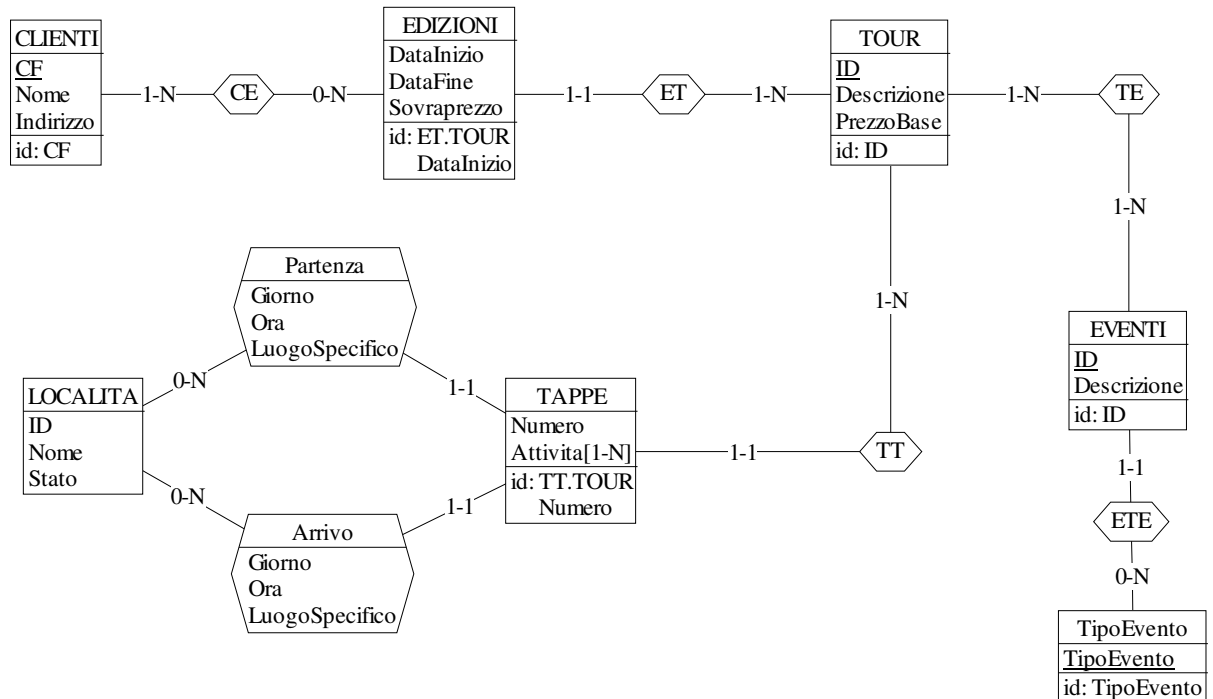 CLIENTI
CF
Nome
Indirizzo
id: CF
1-N
CE
0-N
EDIZIONI
DataInizio
DataFine
Sovraprezzo
id: ET.TOUR
DataInizio
1-1
ET
1-N
TOUR
ID
Descrizione
PrezzoBase
id: ID
1-N
TE
1-N
EVENTI
ID
Descrizione
id: ID
1-1
ETE
0-N
TipoEvento
TipoEvento
id: TipoEvento
1-N
TT
1-1
TAPPE
Numero
Attivita[1-N]
id: TT.TOUR
Numero
1-1
Partenza
Giorno
Ora
LuogoSpecifico
0-N
LOCALITA
ID
Nome
Stato
0-N
Arrivo
Giorno
Ora
LuogoSpecifico
1-1